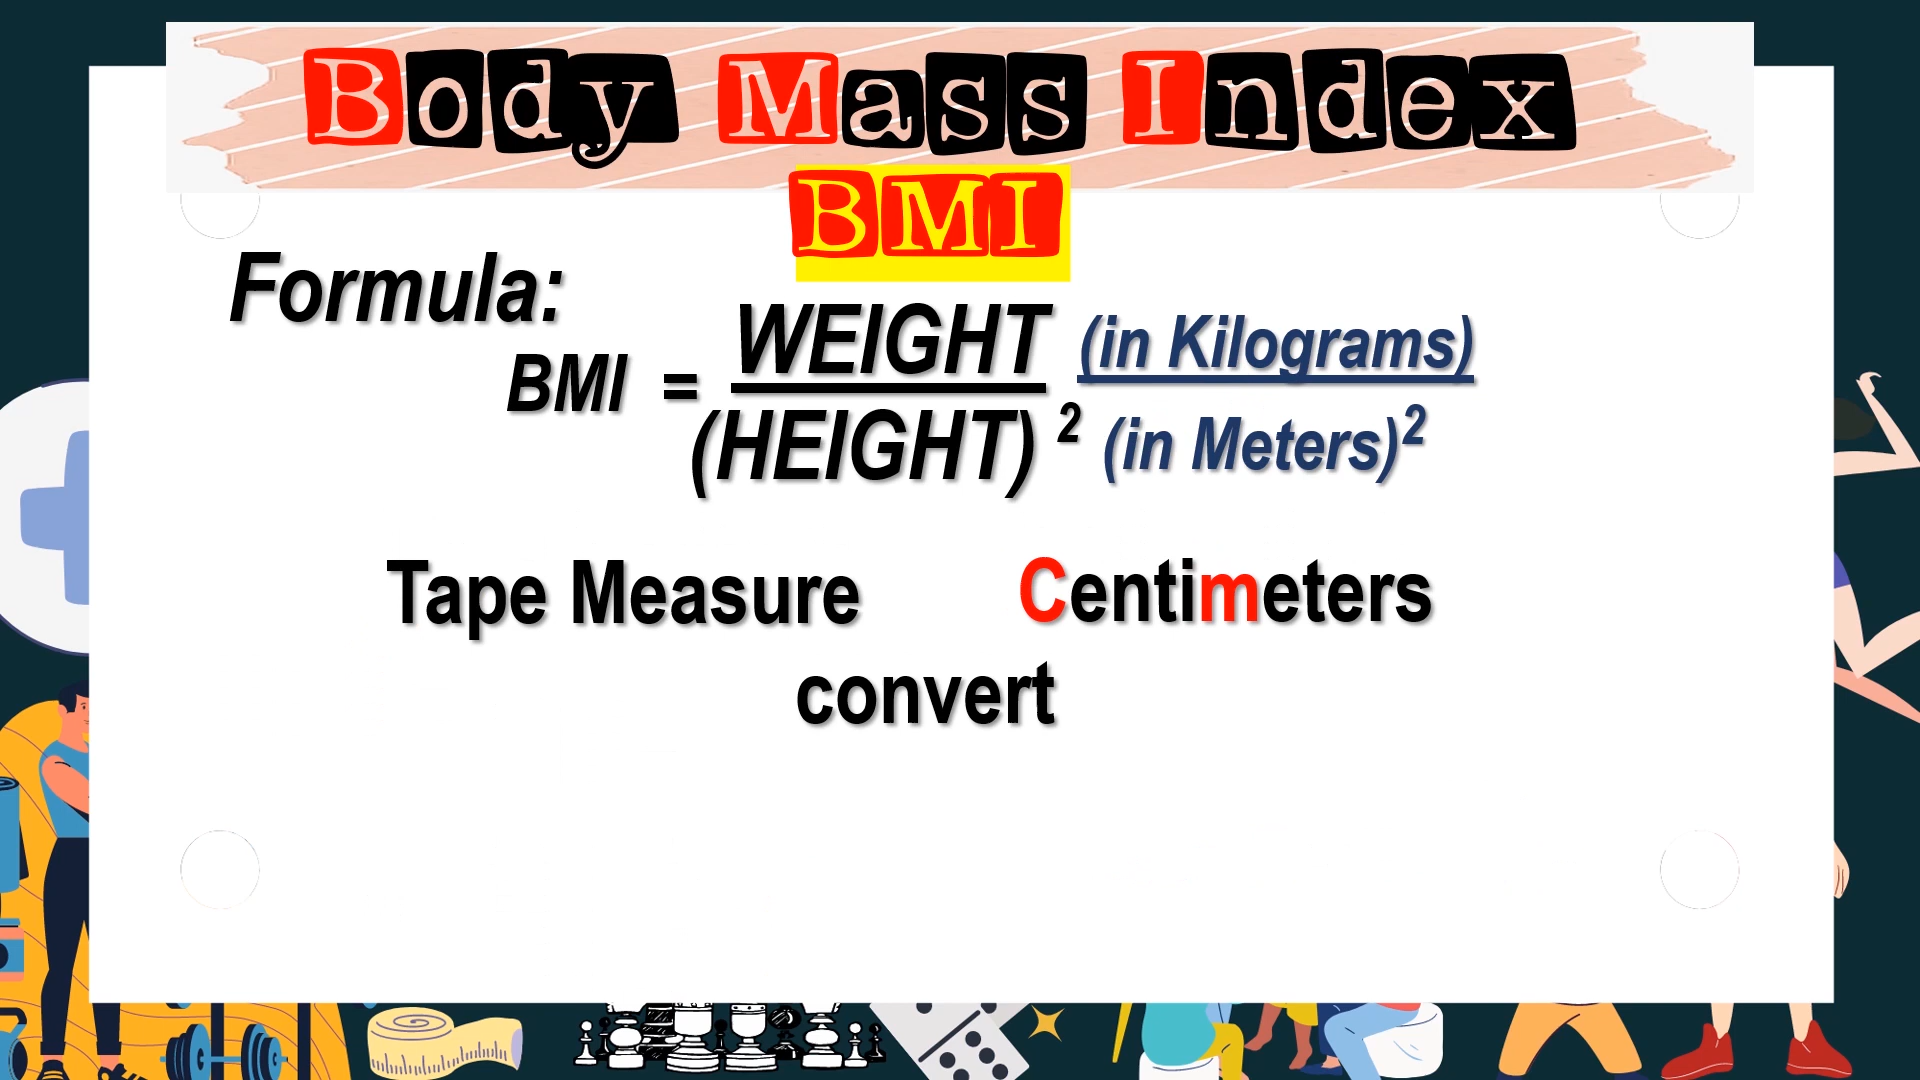 Body Mass Index
BMI
Formula:
BMI = WEIGHT (in Kilograms)
(HEIGHT) ² (in Meters)²
Tape Measure Centimeters
convert